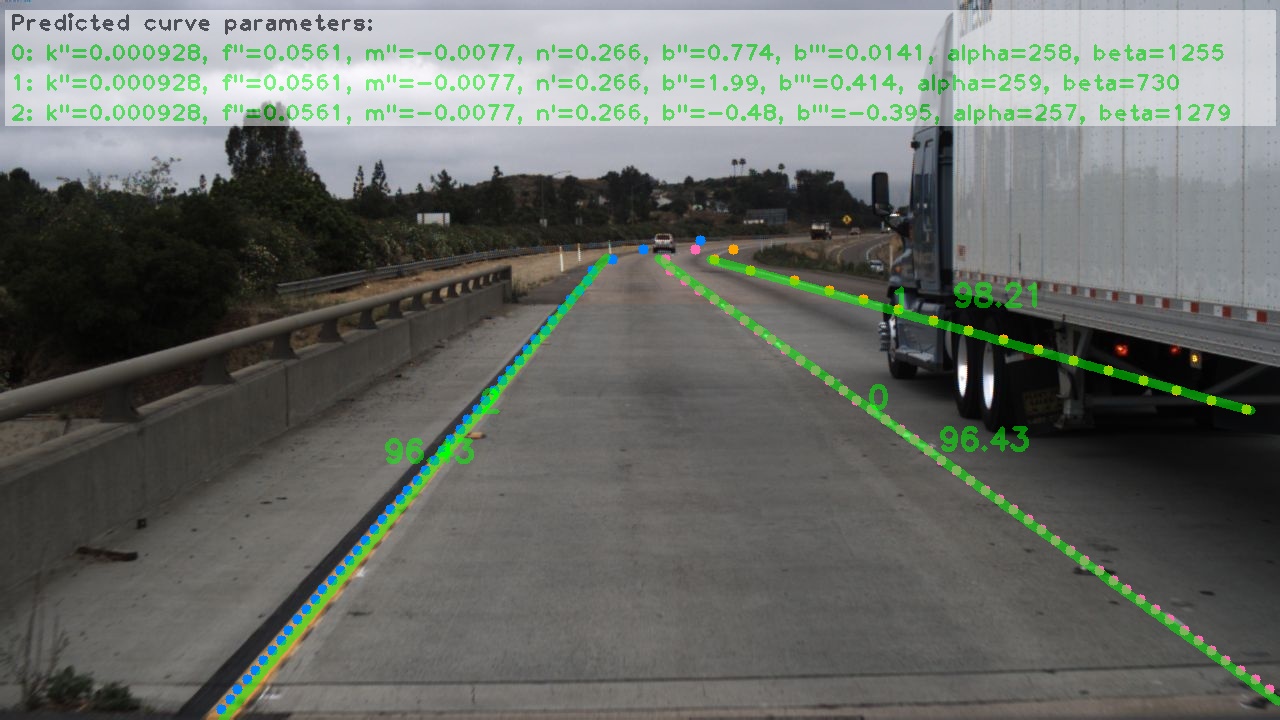 Predicted curve parameters:
0: k"=0.000928, f"=0.0561, m"=-0.0077, n'=0.266, b"=0.774, b'"=0.0141, alpha=258, beta=1255
1: k"=0.000928, f"=0.0561, m"=-0.0077, n'=0.266, b"=1.99, b'"=0.414, alpha=259, beta=730
2: k"=0.000928, f"=0.0561, m"=-0.0077, n'=0.266, b"=-0.48, b'"=-0.395, alpha=257, beta=1279
1 98.21
0
96.43